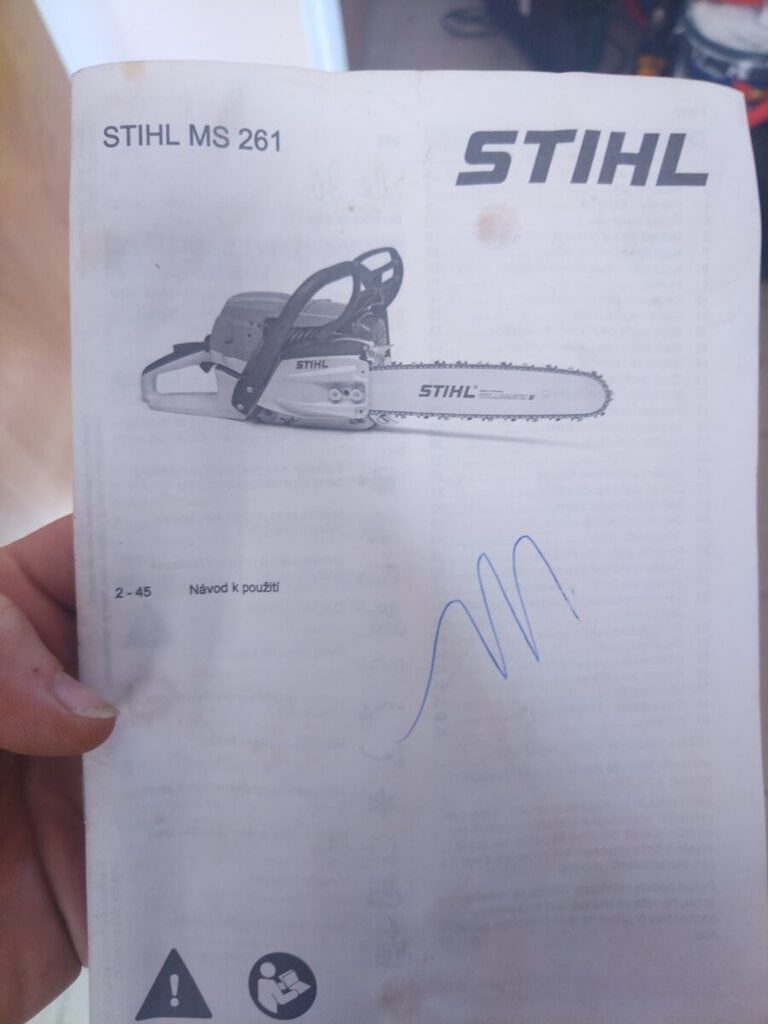 STIHL MS 261
STIHL
STIHL
STIHL
2 - 45 Návod k použití